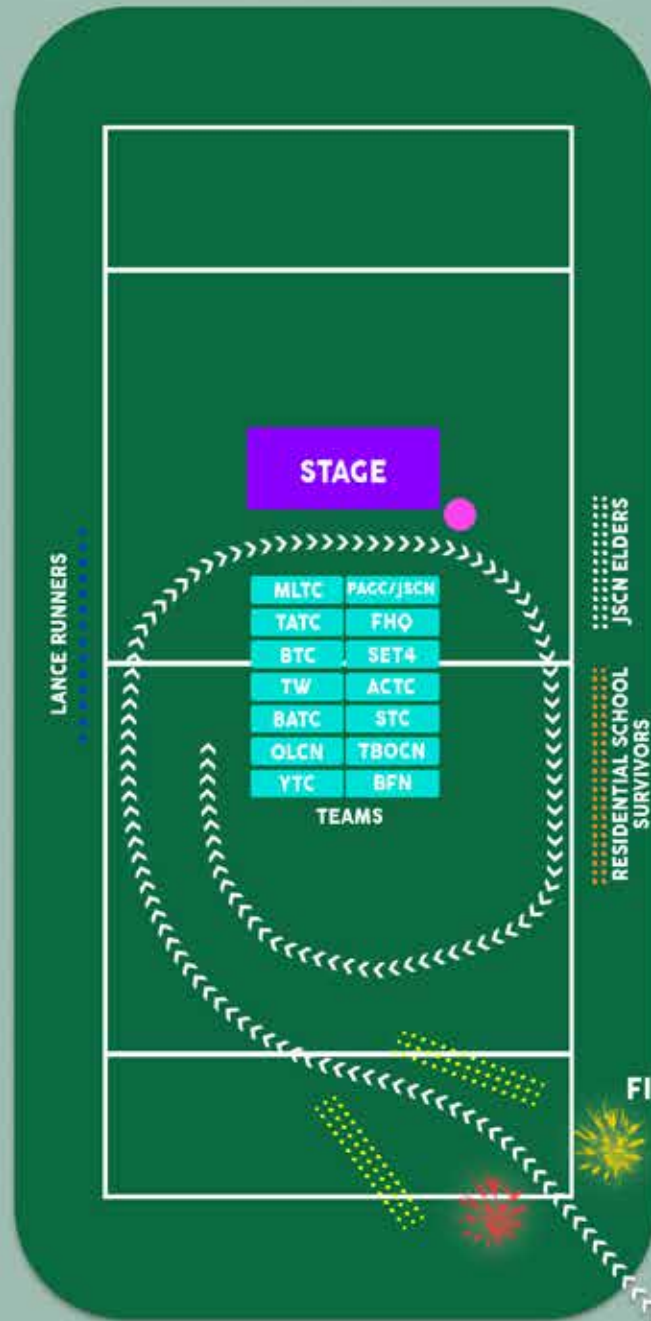 STAGE
LANCE RUNNERS
JSCN ELDERS
MLTC PAGC/JSCN
TATC FHQ
BTC SET4
TW ACTC
BATC STC
OLCN TBOCN
YTC BFN
TEAMS
RESIDENTIAL SCHOOL
SURVIVORS
FI